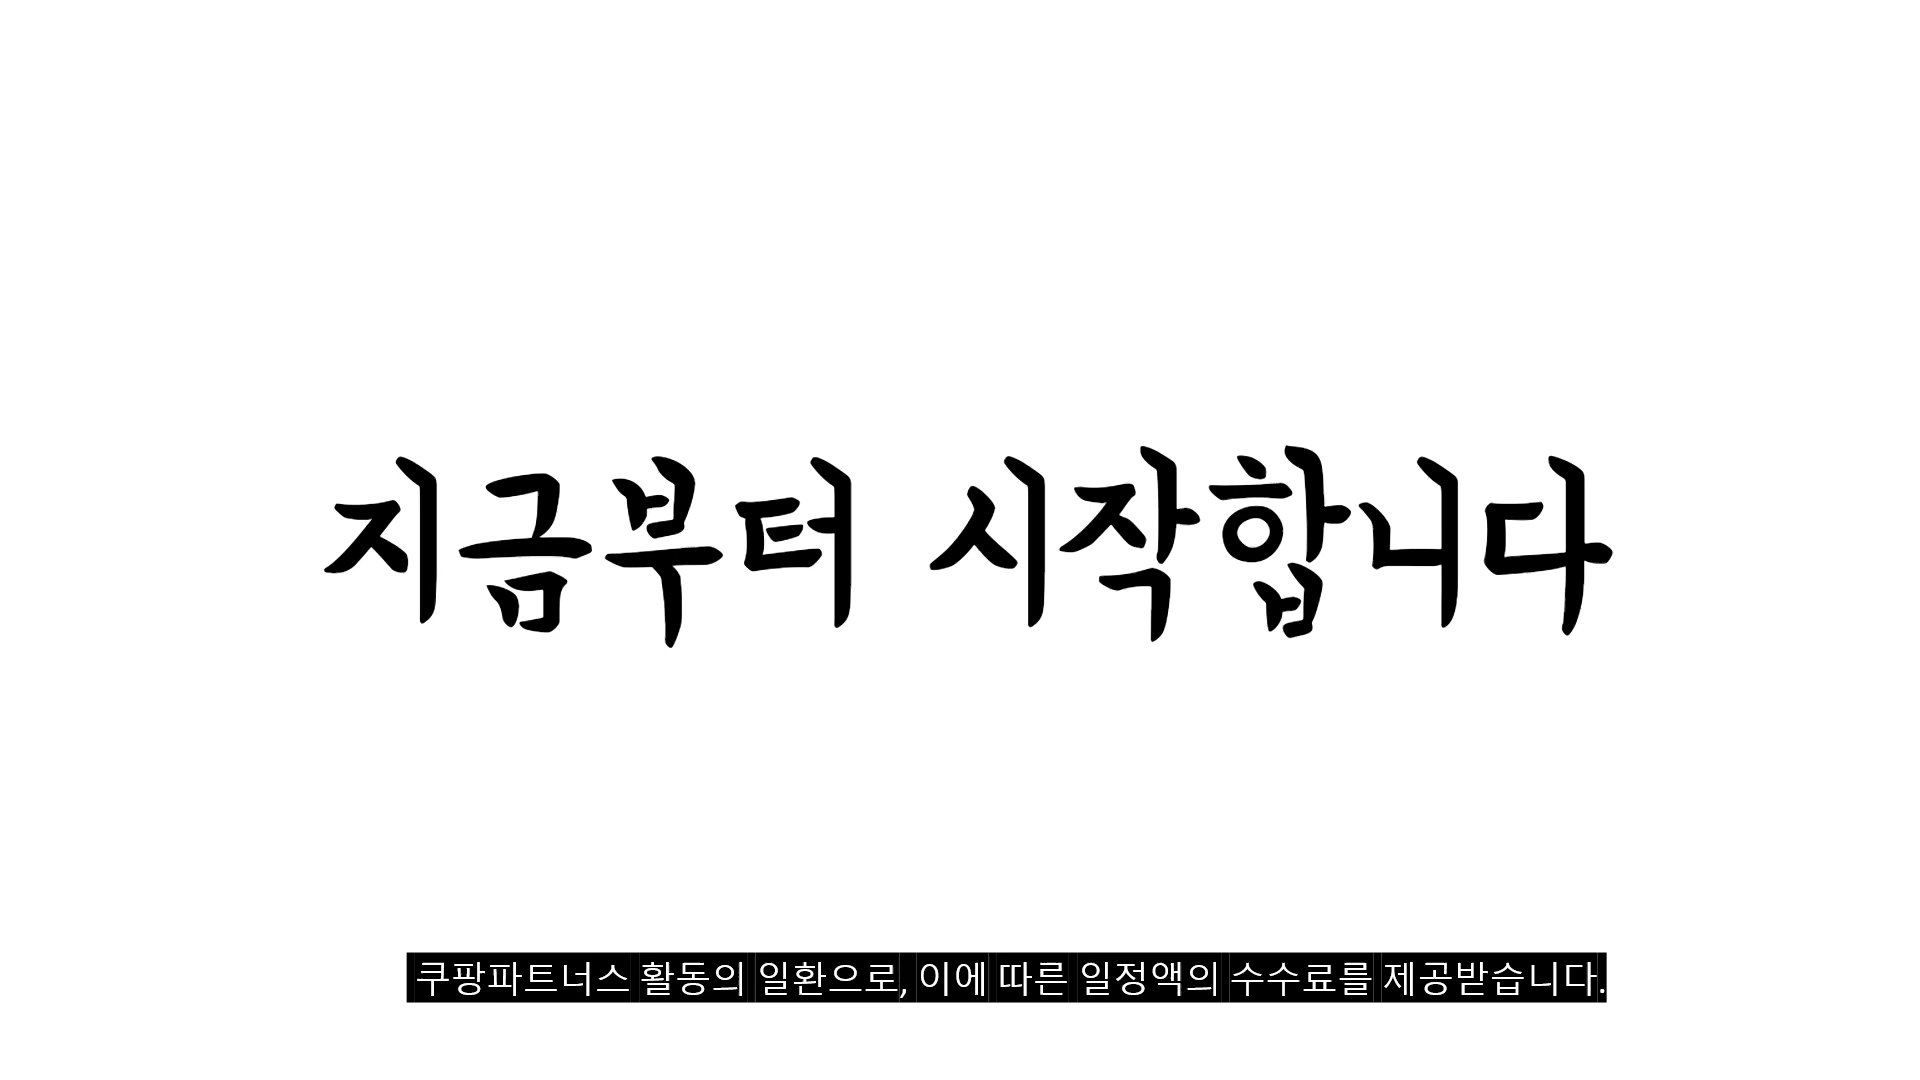 지금부터 시작합니다
쿠팡파트너스 활동의 일환으로, 이에 따른 일정액의 수수료를 제공받습니다.